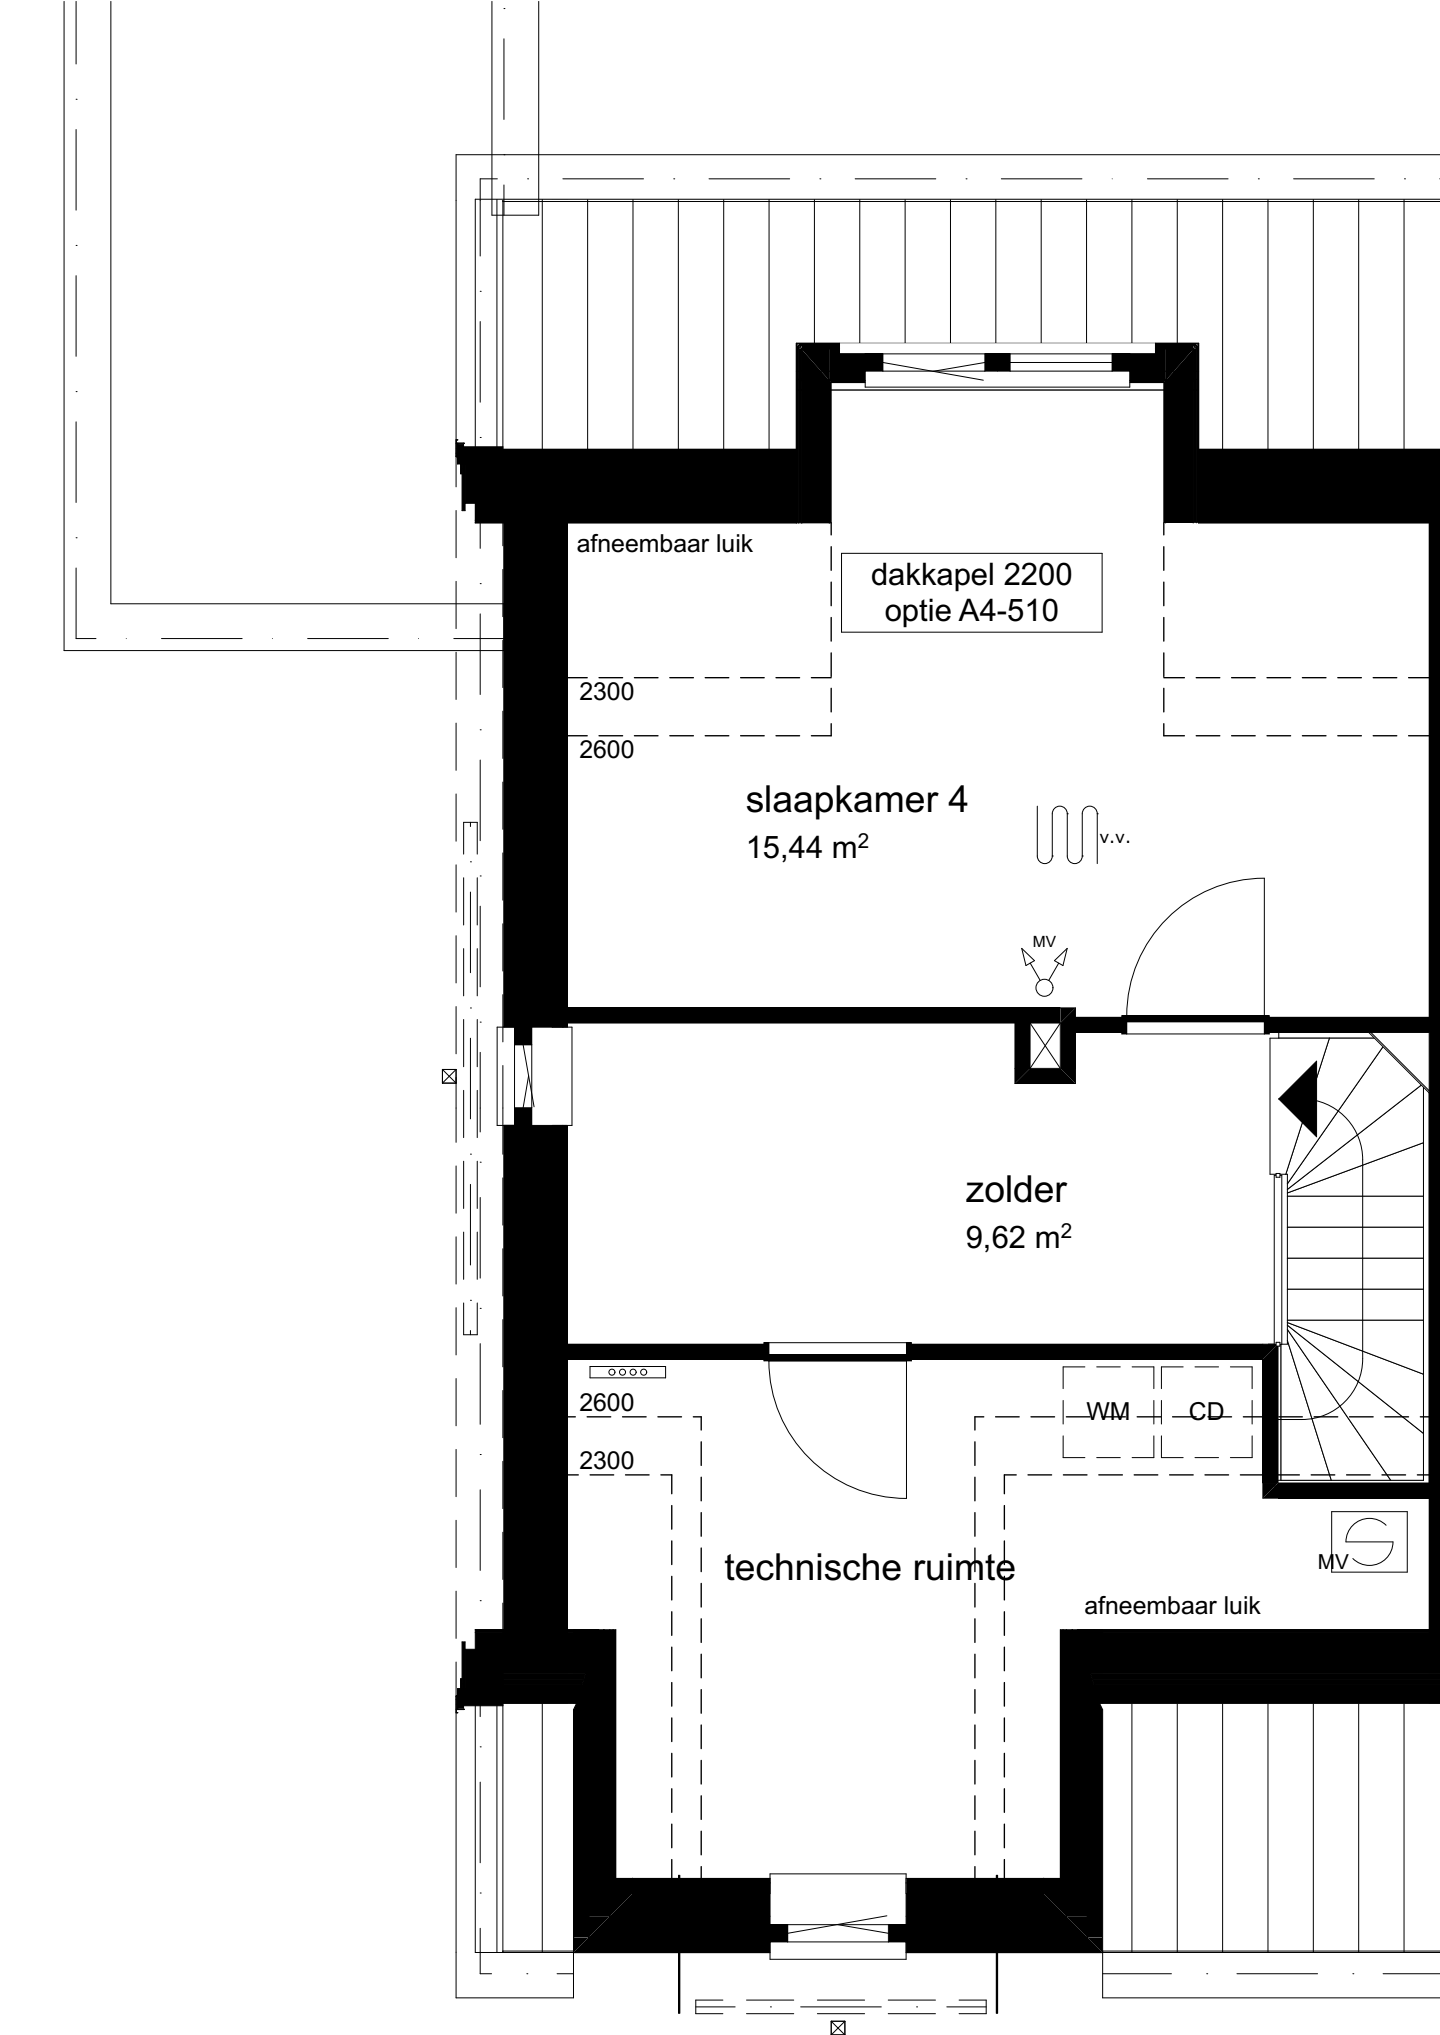 afneembaar luik
dakkapel 2200
optie A4-510
2300
2600
slaapkamer 4
15,44 m²
v.v.
MV
zolder
9,62 m²
2600
WM
CD
2300
technische ruimte
MV
afneembaar luik